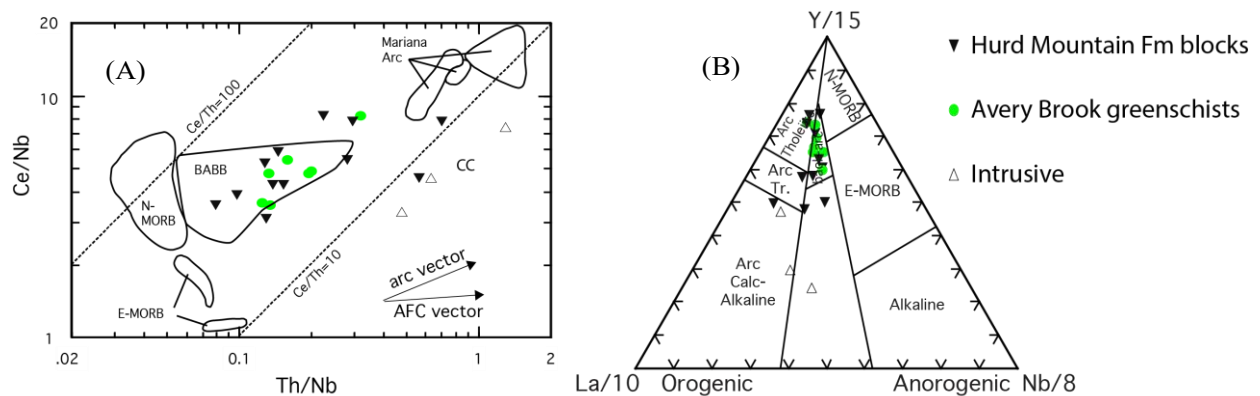 (A)
20
10
1
Ce/Nb
.02
0.1
1
2
Th/Nb
Ce/Th=100
Ce/Th=10
Mariana
Arc
BABB
N-
MORB
E-MORB
CC
arc vector
AFC vector
(B)
Y/15
N-MORB
Arc
Tholeii
Arc
Tr.
E-MORB
Arc
Calc-
Alkaline
Alkaline
La/10 Orogenic Anorogenic Nb/8
Hurd Mountain Fm blocks
Avery Brook greenschists
Intrusive